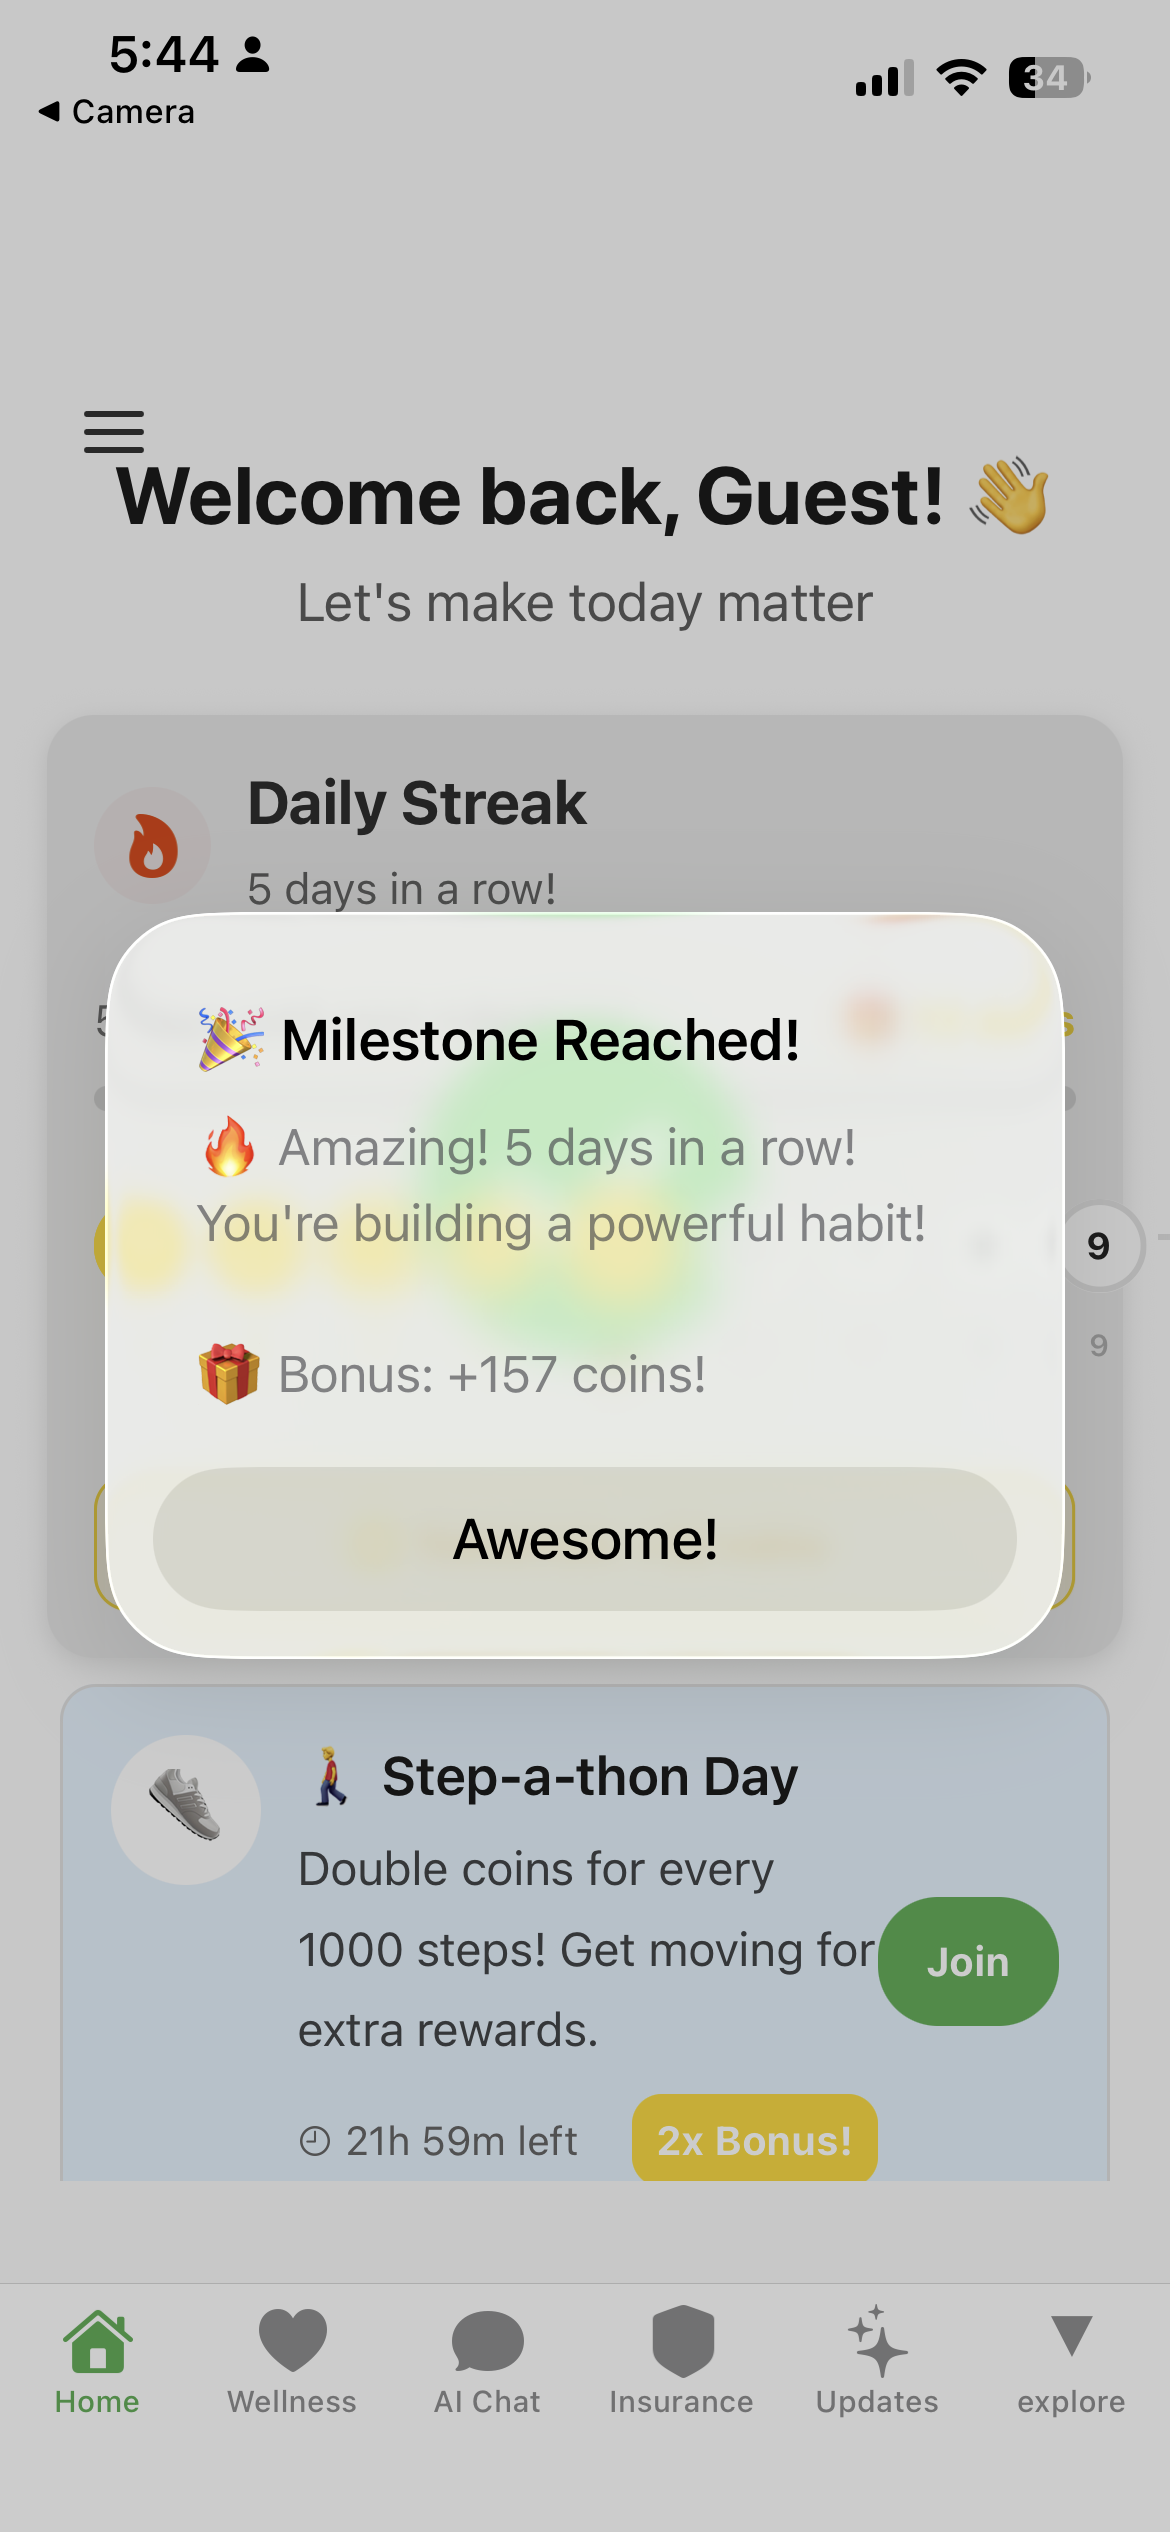 5:44
34
Camera
Welcome back, Guest! 👋
Let's make today matter
Daily Streak
5 days in a row!
🎉 Milestone Reached!
🔥 Amazing! 5 days in a row!
You're building a powerful habit!
9
9
🎁 Bonus: +157 coins!
Awesome!
🚶 Step-a-thon Day
Double coins for every
1000 steps! Get moving for
extra rewards.
Join
21h 59m left
2x Bonus!
Home
Wellness
AI Chat
Insurance
Updates
explore